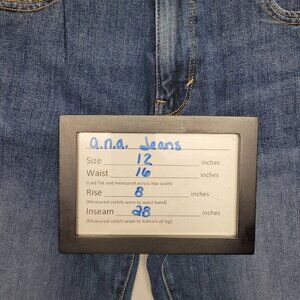 a.n.a. Jeans
Size 12 inches
Waist 16 inches
(Laid flat and measured across top seam)
Rise 8 inches
(Measured crotch seam to waist band)
Inseam 28 inches
(Measured crotch seam to bottom of leg)